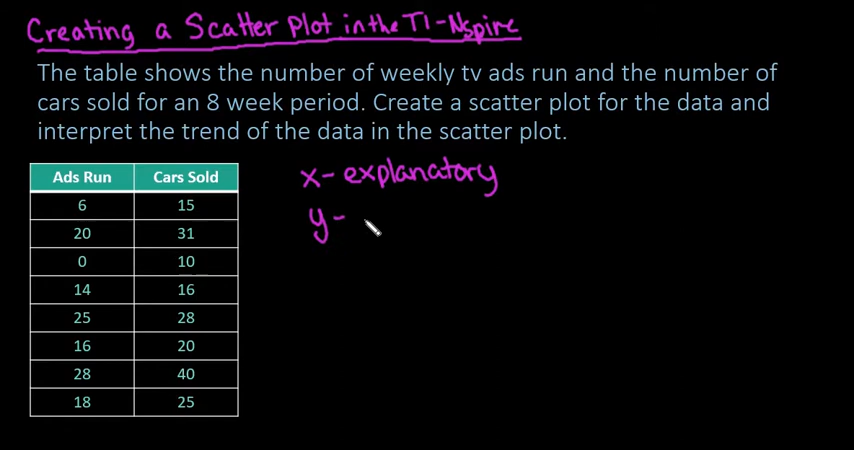 Creating a Scatter Plot in the TI-Nspire
The table shows the number of weekly tv ads run and the number of
cars sold for an 8 week period. Create a scatter plot for the data and
interpret the trend of the data in the scatter plot.
Ads Run Cars Sold
6 15
20 31
0 10
14 16
25 28
16 20
28 40
18 25
x- explanatory
y-